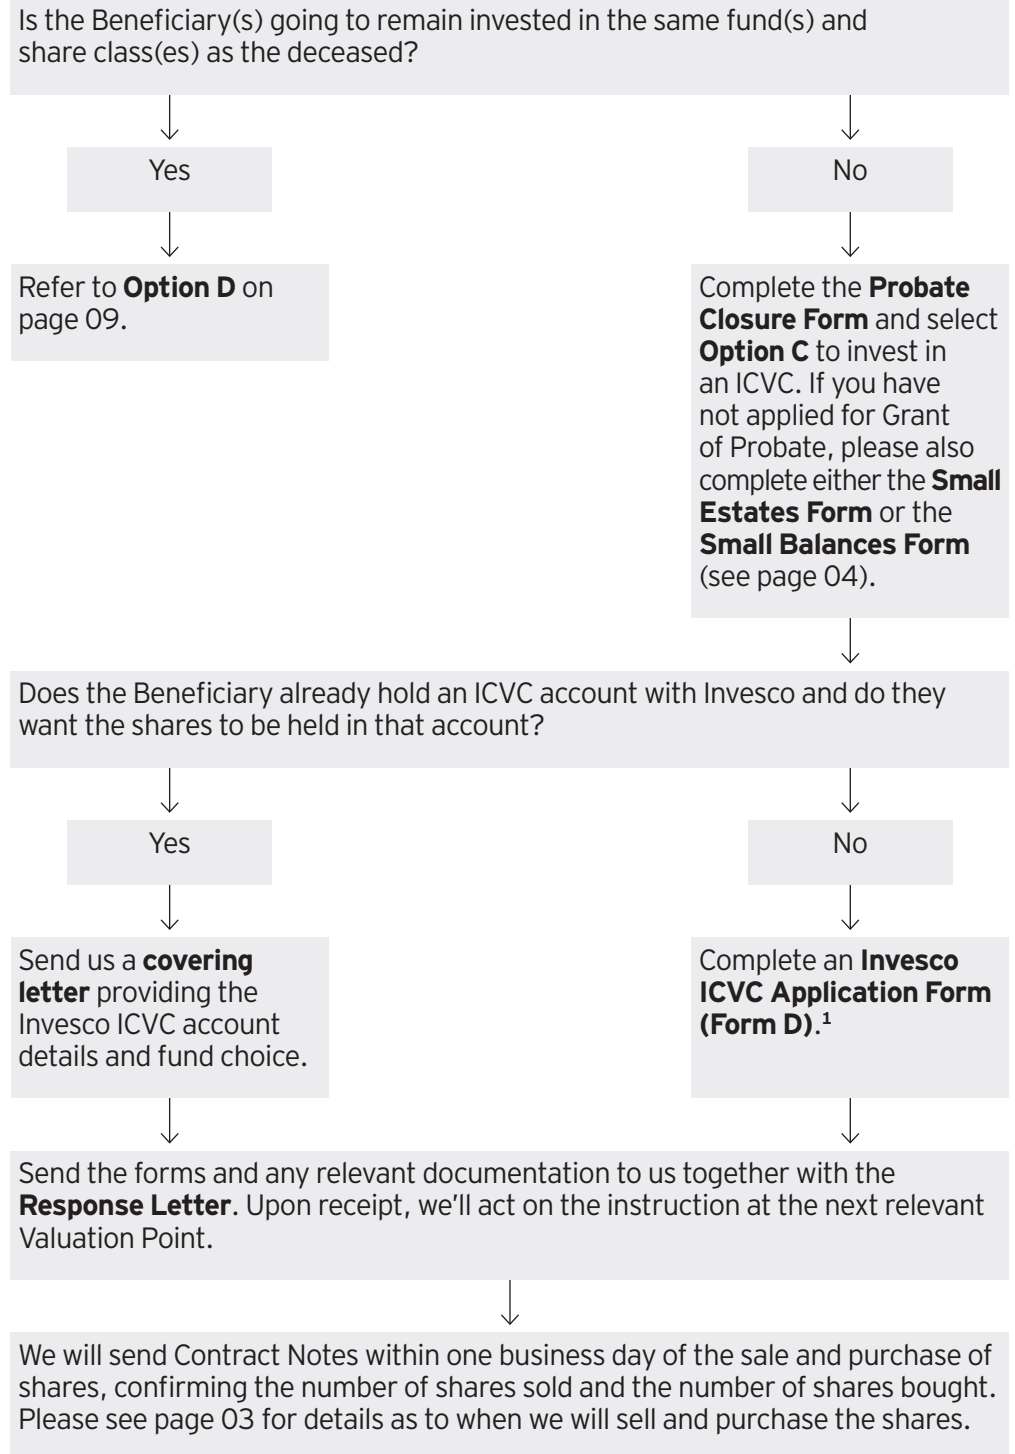 Is the Beneficiary(s) going to remain invested in the same fund(s) and
share class(es) as the deceased?
Yes
No
Refer to Option D on
page 09.
Complete the Probate
Closure Form and select
Option C to invest in
an ICVC. If you have
not applied for Grant
of Probate, please also
complete either the Small
Estates Form or the
Small Balances Form
(see page 04).
Does the Beneficiary already hold an ICVC account with Invesco and do they
want the shares to be held in that account?
Yes
No
Send us a covering
letter providing the
Invesco ICVC account
details and fund choice.
Complete an Invesco
ICVC Application Form
(Form D).¹
Send the forms and any relevant documentation to us together with the
Response Letter. Upon receipt, we’ll act on the instruction at the next relevant
Valuation Point.
We will send Contract Notes within one business day of the sale and purchase of
shares, confirming the number of shares sold and the number of shares bought.
Please see page 03 for details as to when we will sell and purchase the shares.